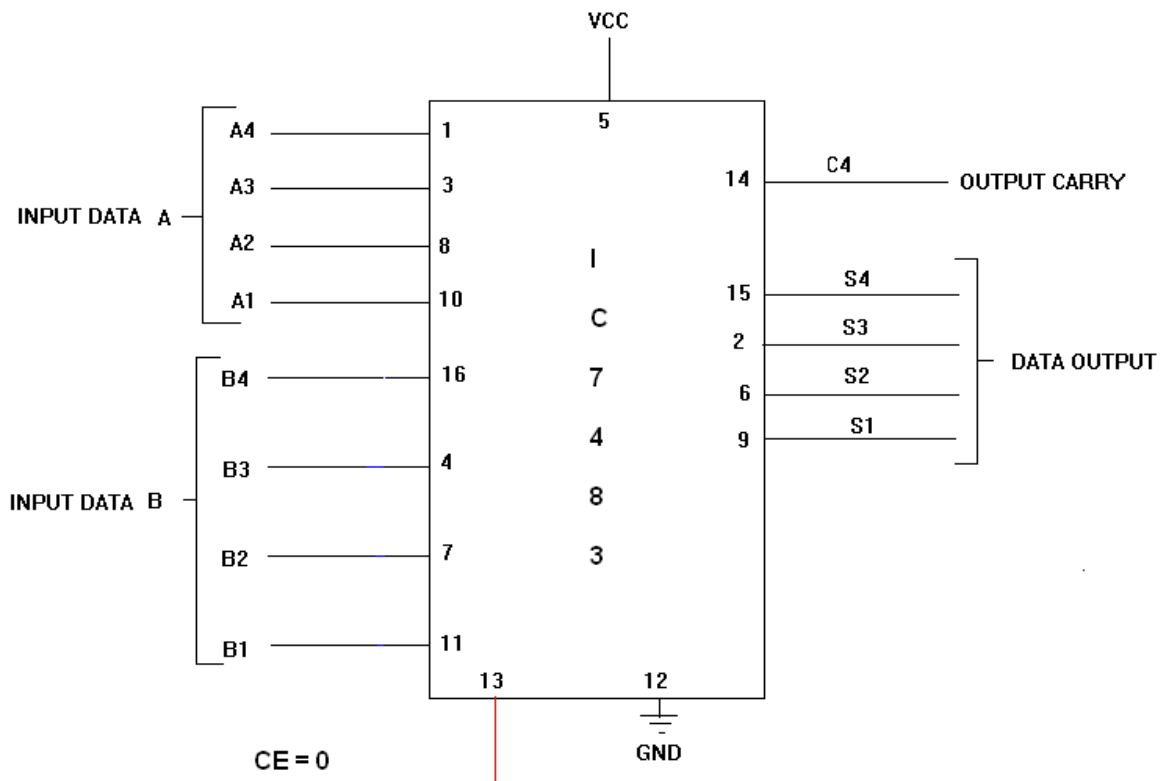 VCC
5
A4
1
A3
3
INPUT DATA A
A2
8
A1
10
B4
16
B3
4
INPUT DATA B
B2
7
B1
11
I
C
7
4
8
3
14
C4
OUTPUT CARRY
15
S4
2
S3
DATA OUTPUT
6
S2
9
S1
13
12
GND
CE = 0